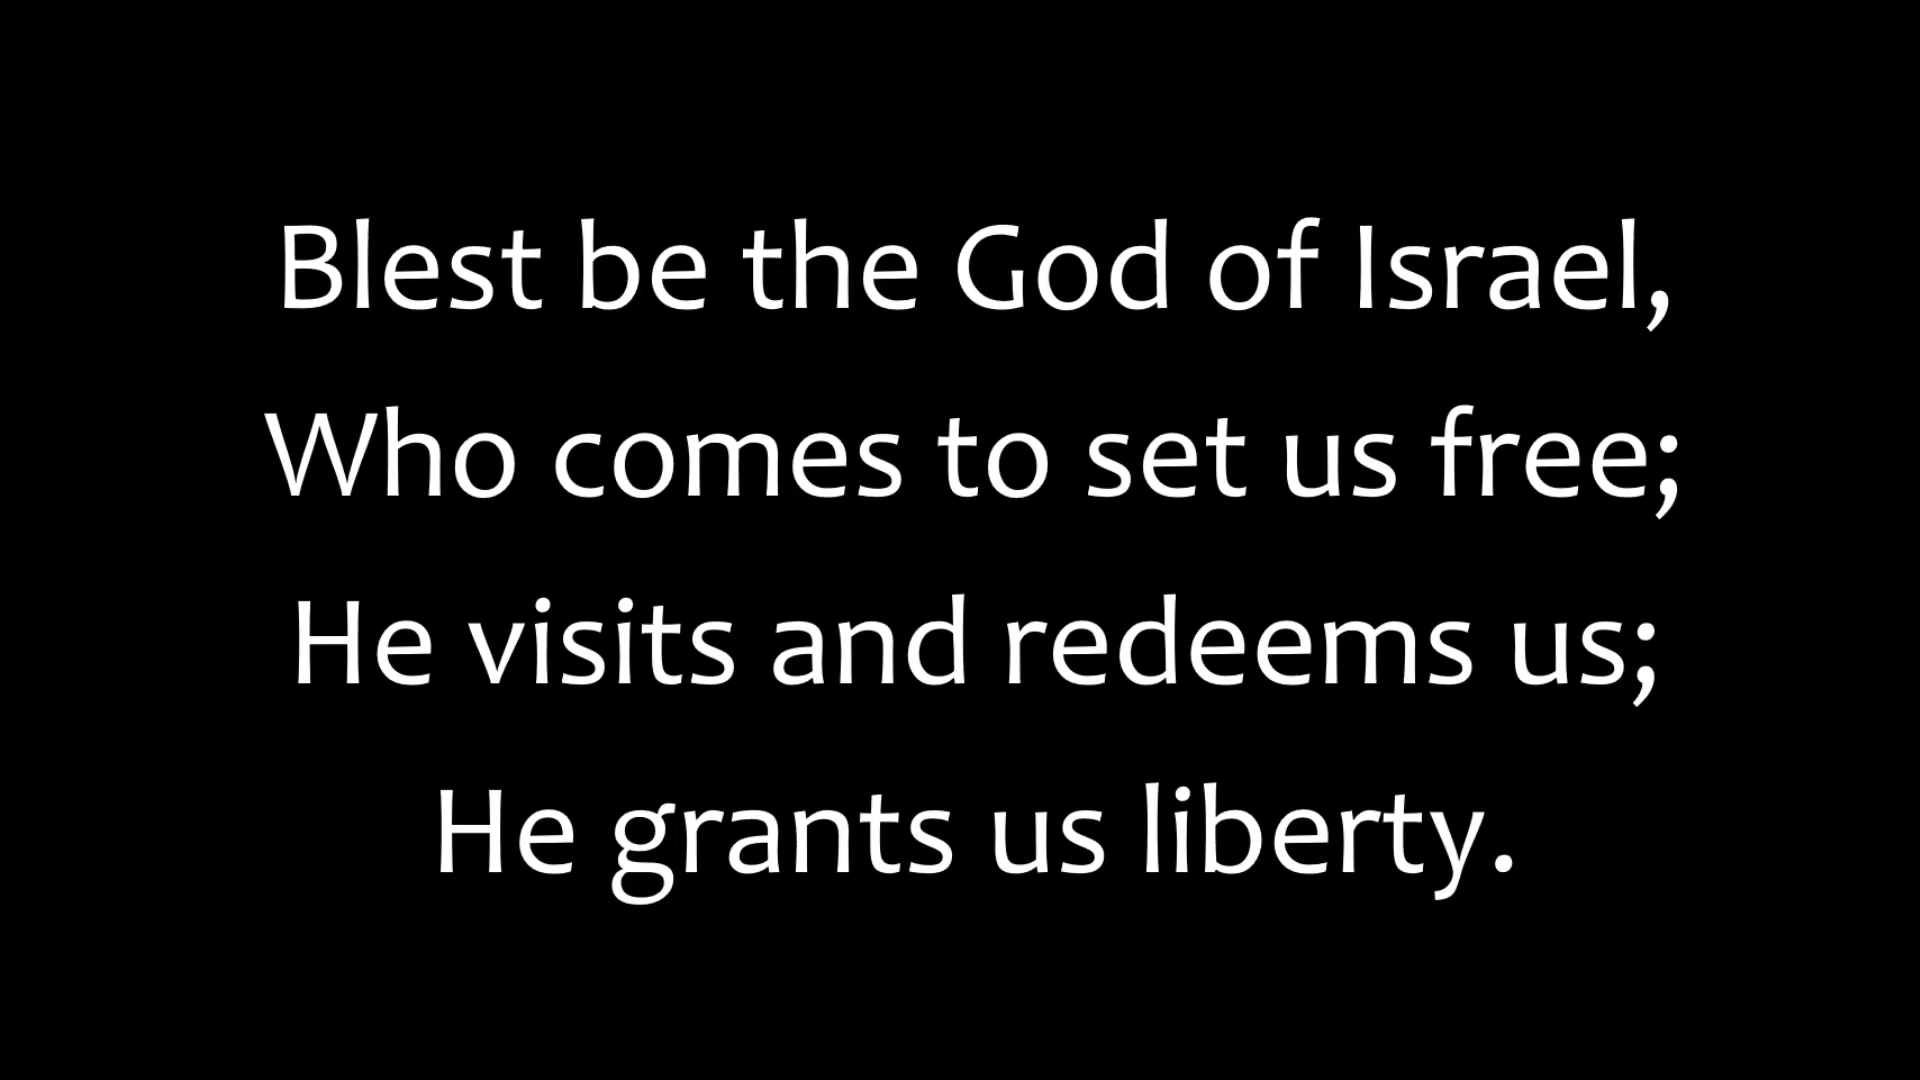 Blest be the God of Israel,
Who comes to set us free;
He visits and redeems us;
He grants us liberty.